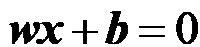 wx + b = 0